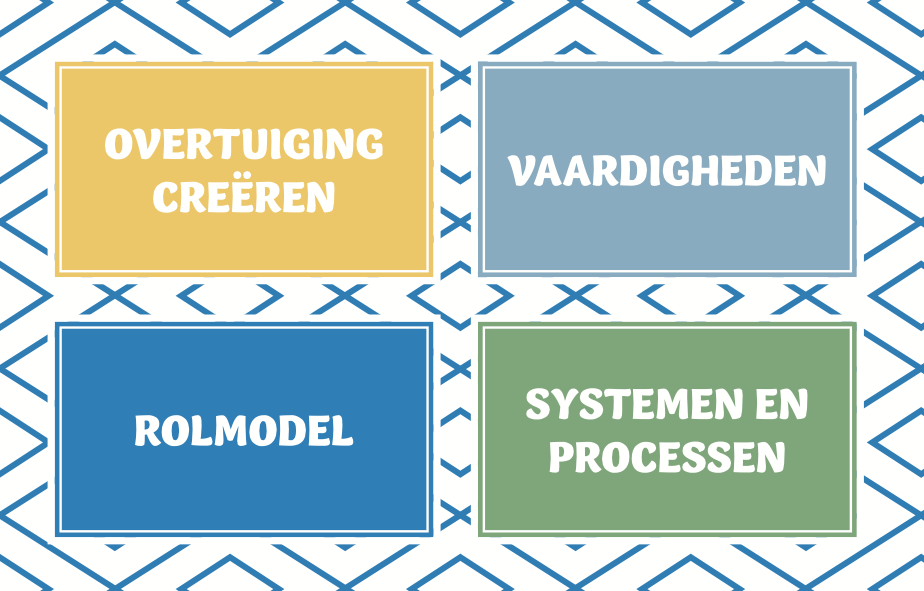 OVERTUIGING
CREËREN
VAARDIGHEDEN
ROLMODEL
SYSTEMEN EN
PROCESSEN